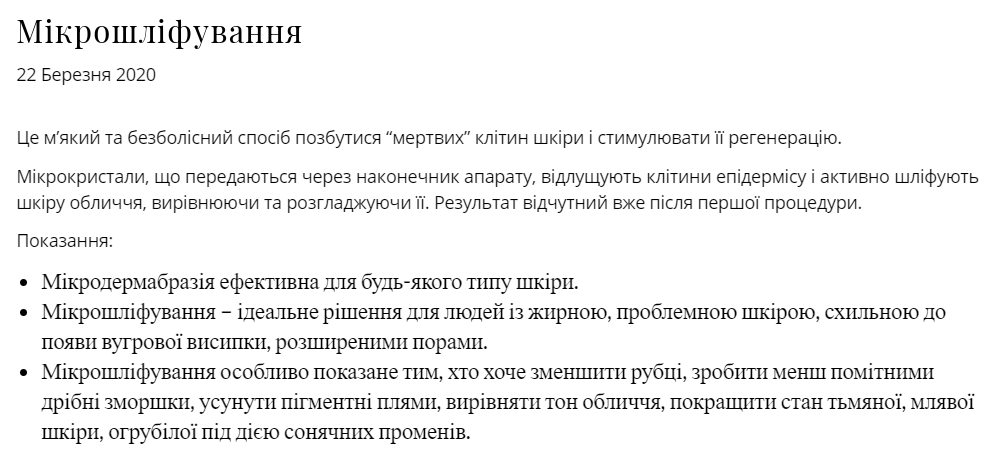 Мікрошліфування
22 Березня 2020
Це м’який та безболісний спосіб позбутися “мертвих” клітин шкіри і стимулювати її регенерацію.
Мікрокристали, що передаються через наконечник апарату, відлущують клітини епідермісу і активно шліфують
шкіру обличчя, вирівнюючи та розгладжуючи її. Результат відчутний вже після першої процедури.
Показання:
• Мікродермабразія ефективна для будь-якого типу шкіри.
• Мікрошліфування – ідеальне рішення для людей із жирною, проблемною шкірою, схильною до
появи вугрової висипки, розширеними порами.
• Мікрошліфування особливо показане тим, хто хоче зменшити рубці, зробити менш помітними
дрібні зморшки, усунути пігментні плями, вирівняти тон обличчя, покращити стан тьмяної, млявої
шкіри, огрубілої під дією сонячних променів.